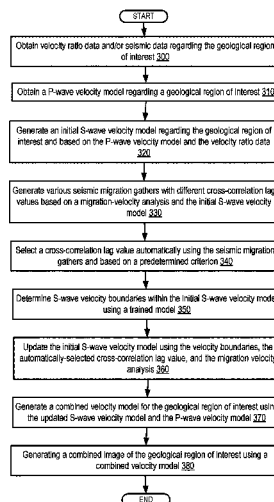 START
Obtain velocity ratio data and/or seismic data regarding the geological region
of interest 300
Obtain a P-wave velocity model regarding a geological region of interest 310
Generate an initial S-wave velocity model regarding the geological region of
interest and based on the P-wave velocity model and the velocity ratio data
320
Generate various seismic migration gathers with different cross-correlation lag
values based on a migration-velocity analysis and the initial S-wave velocity
model 330
Select a cross-correlation lag value automatically using the seismic migration
gathers and based on a predetermined criterion 340
Determine S-wave velocity boundaries within the initial S-wave velocity model
using a trained model 350
Update the initial S-wave velocity model using the velocity boundaries, the
automatically-selected cross-correlation lag value, and the migration velocity
analysis 360
Generate a combined velocity model for the geological region of interest using
the updated S-wave velocity model and the P-wave velocity model 370
Generating a combined image of the geological region of interest using a
combined velocity model 380
END